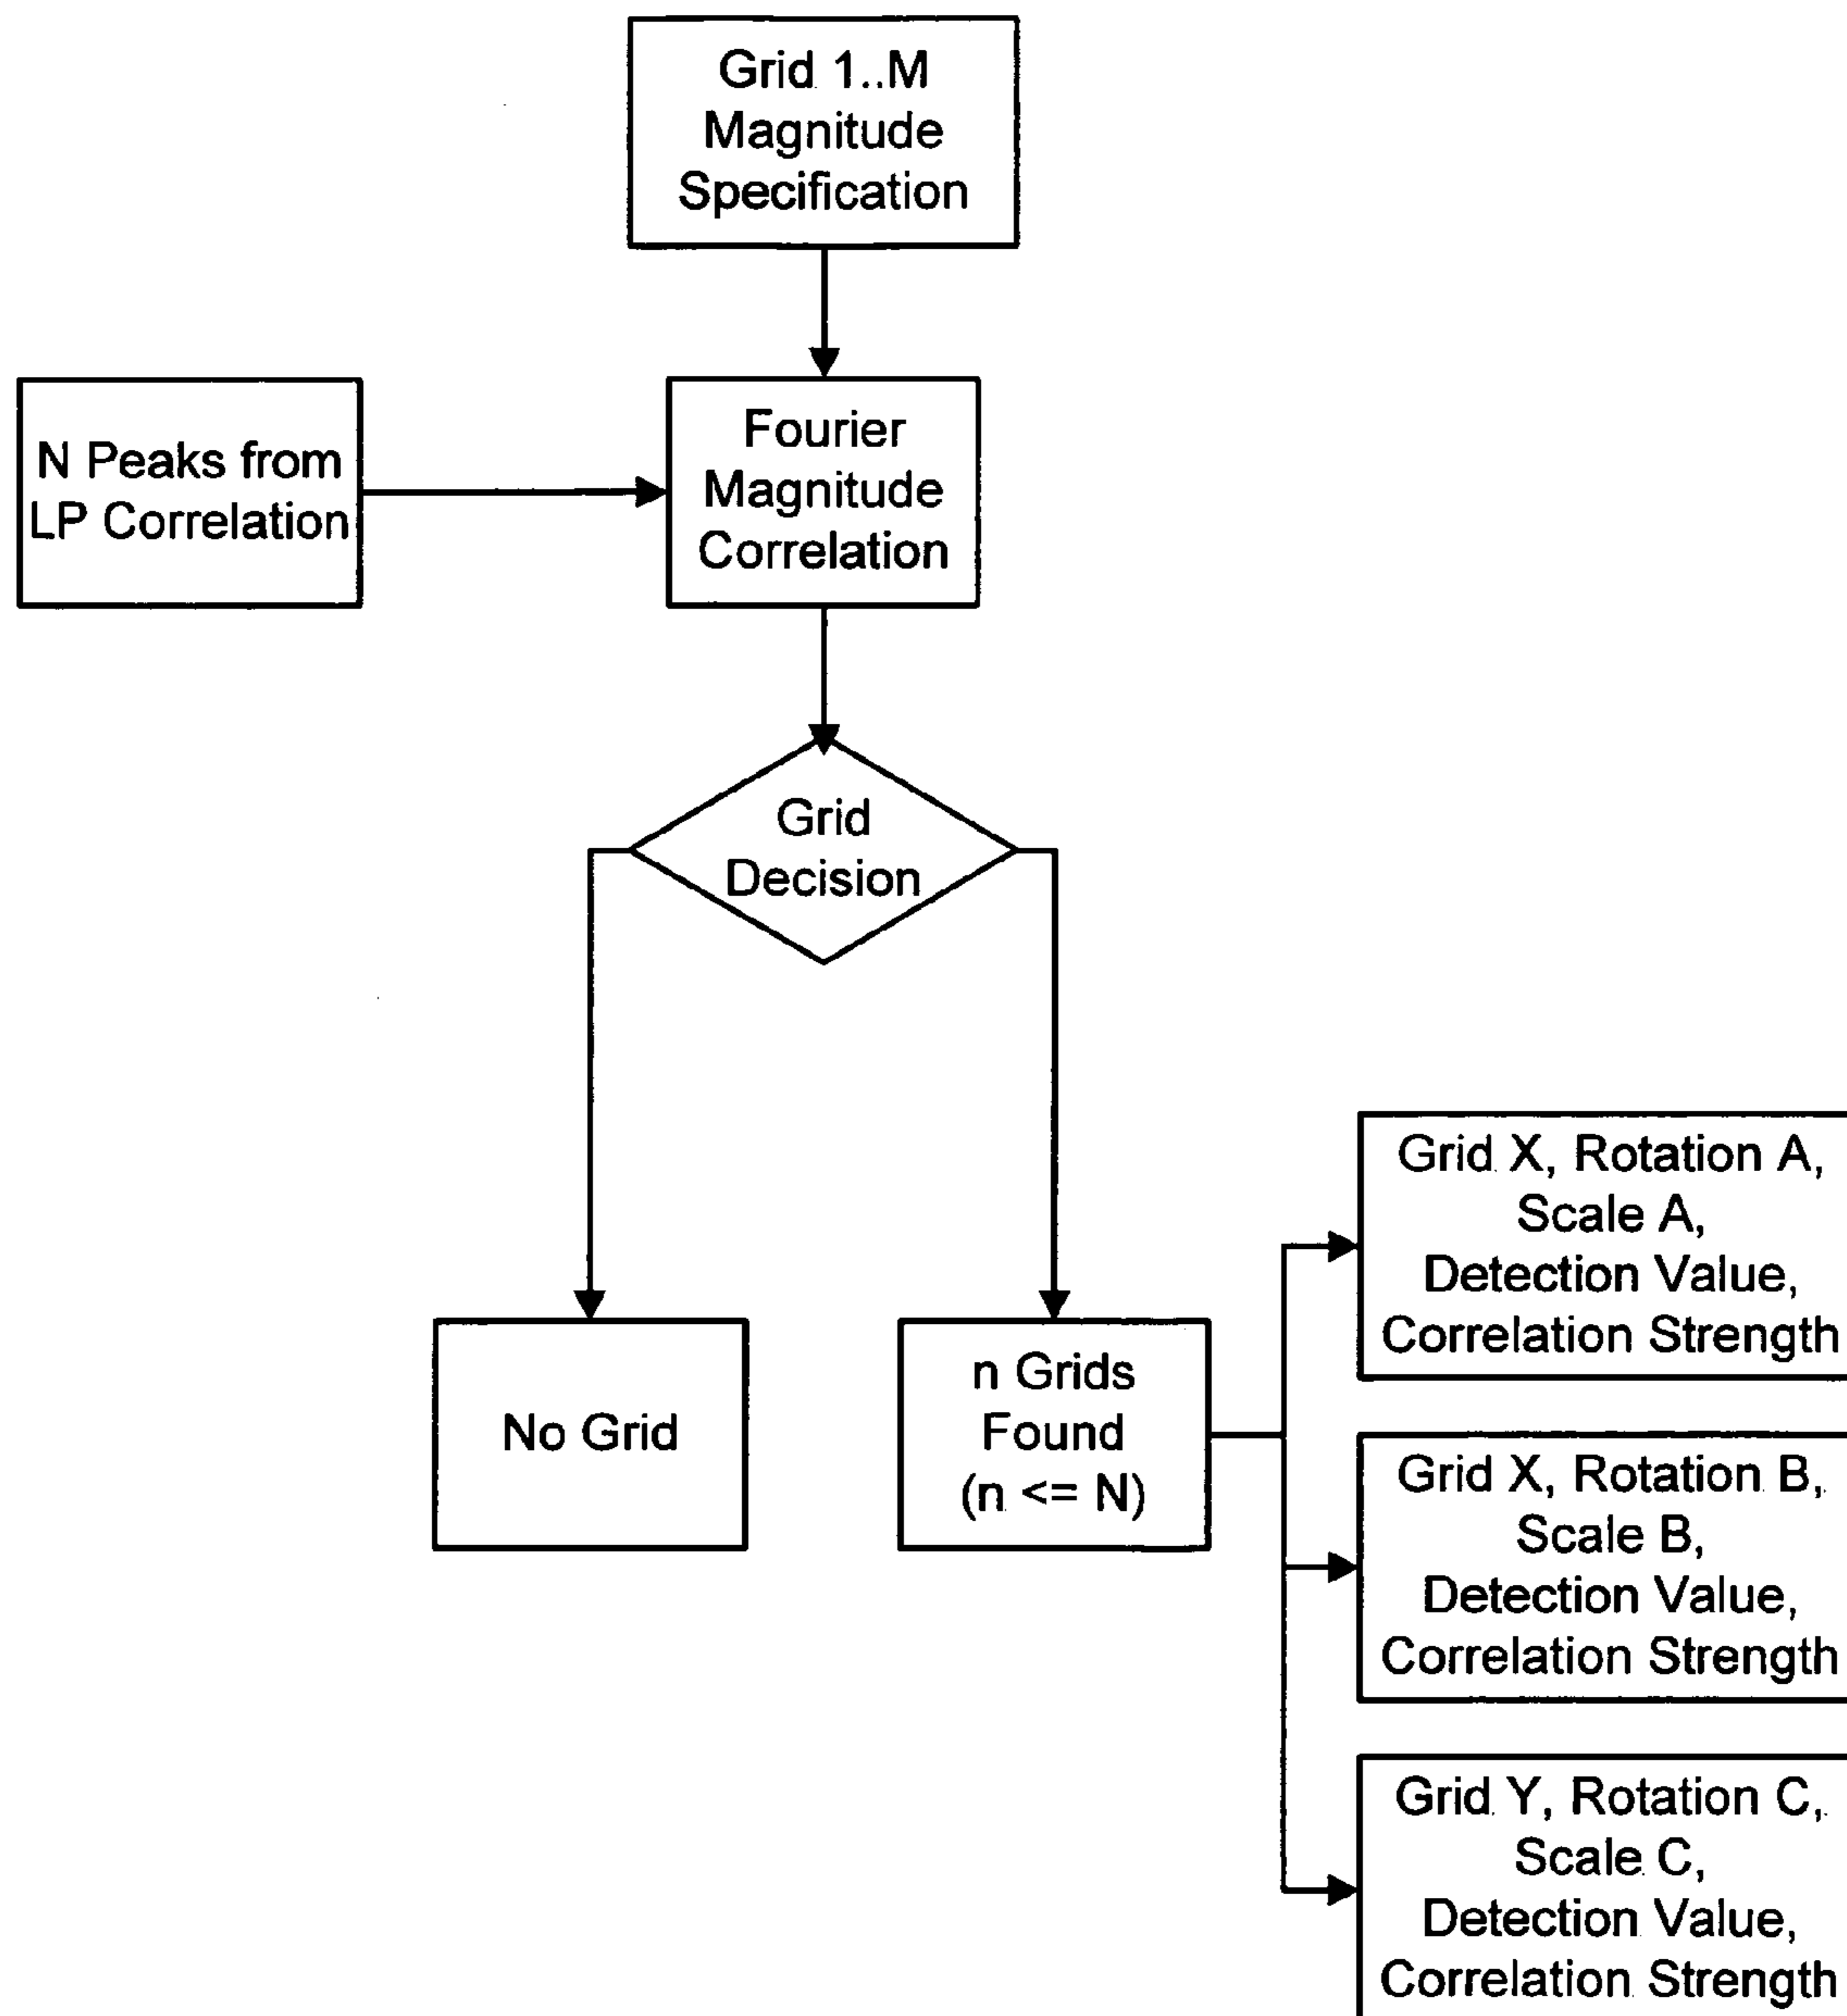 Grid 1..M
Magnitude
Specification
N Peaks from
LP Correlation
Fourier
Magnitude
Correlation
Grid
Decision
No Grid
n Grids
Found
(n <= N)
Grid X, Rotation A,
Scale A,
Detection Value,
Correlation Strength
Grid X, Rotation B,
Scale B,
Detection Value,
Correlation Strength
Grid Y, Rotation C,
Scale C,
Detection Value,
Correlation Strength